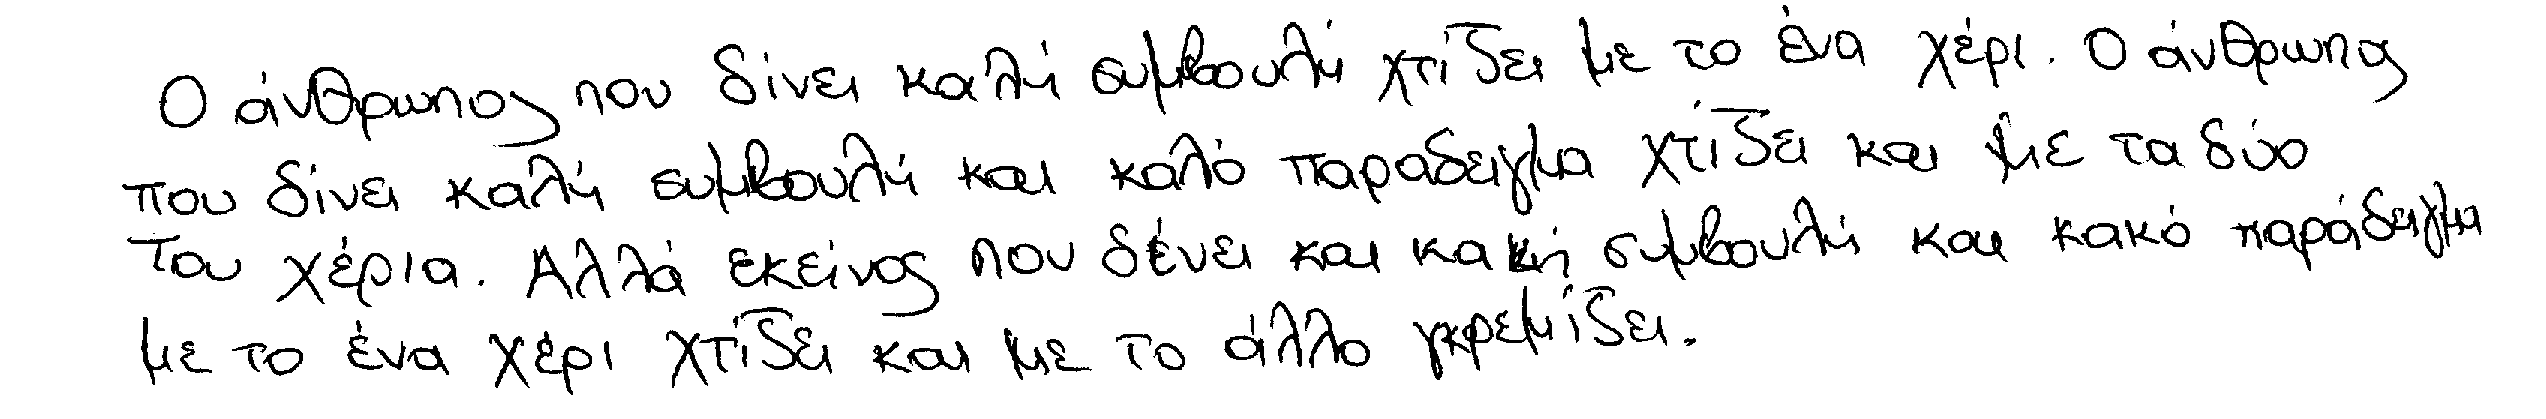 Ο άνθρωπος που δίνει καλή συμβουλή χτίζει με το ένα χέρι. Ο άνθρωπος
που δίνει καλή συμβουλή και καλό παραδειγμα χτίζει και με τα δύο
του χέρια. Αλλά εκείνος που δένει και κακή συμβουλή και κακό παράδειγμα
με το ένα χέρι χτίζει και με το άλλο γκρεμίζει.